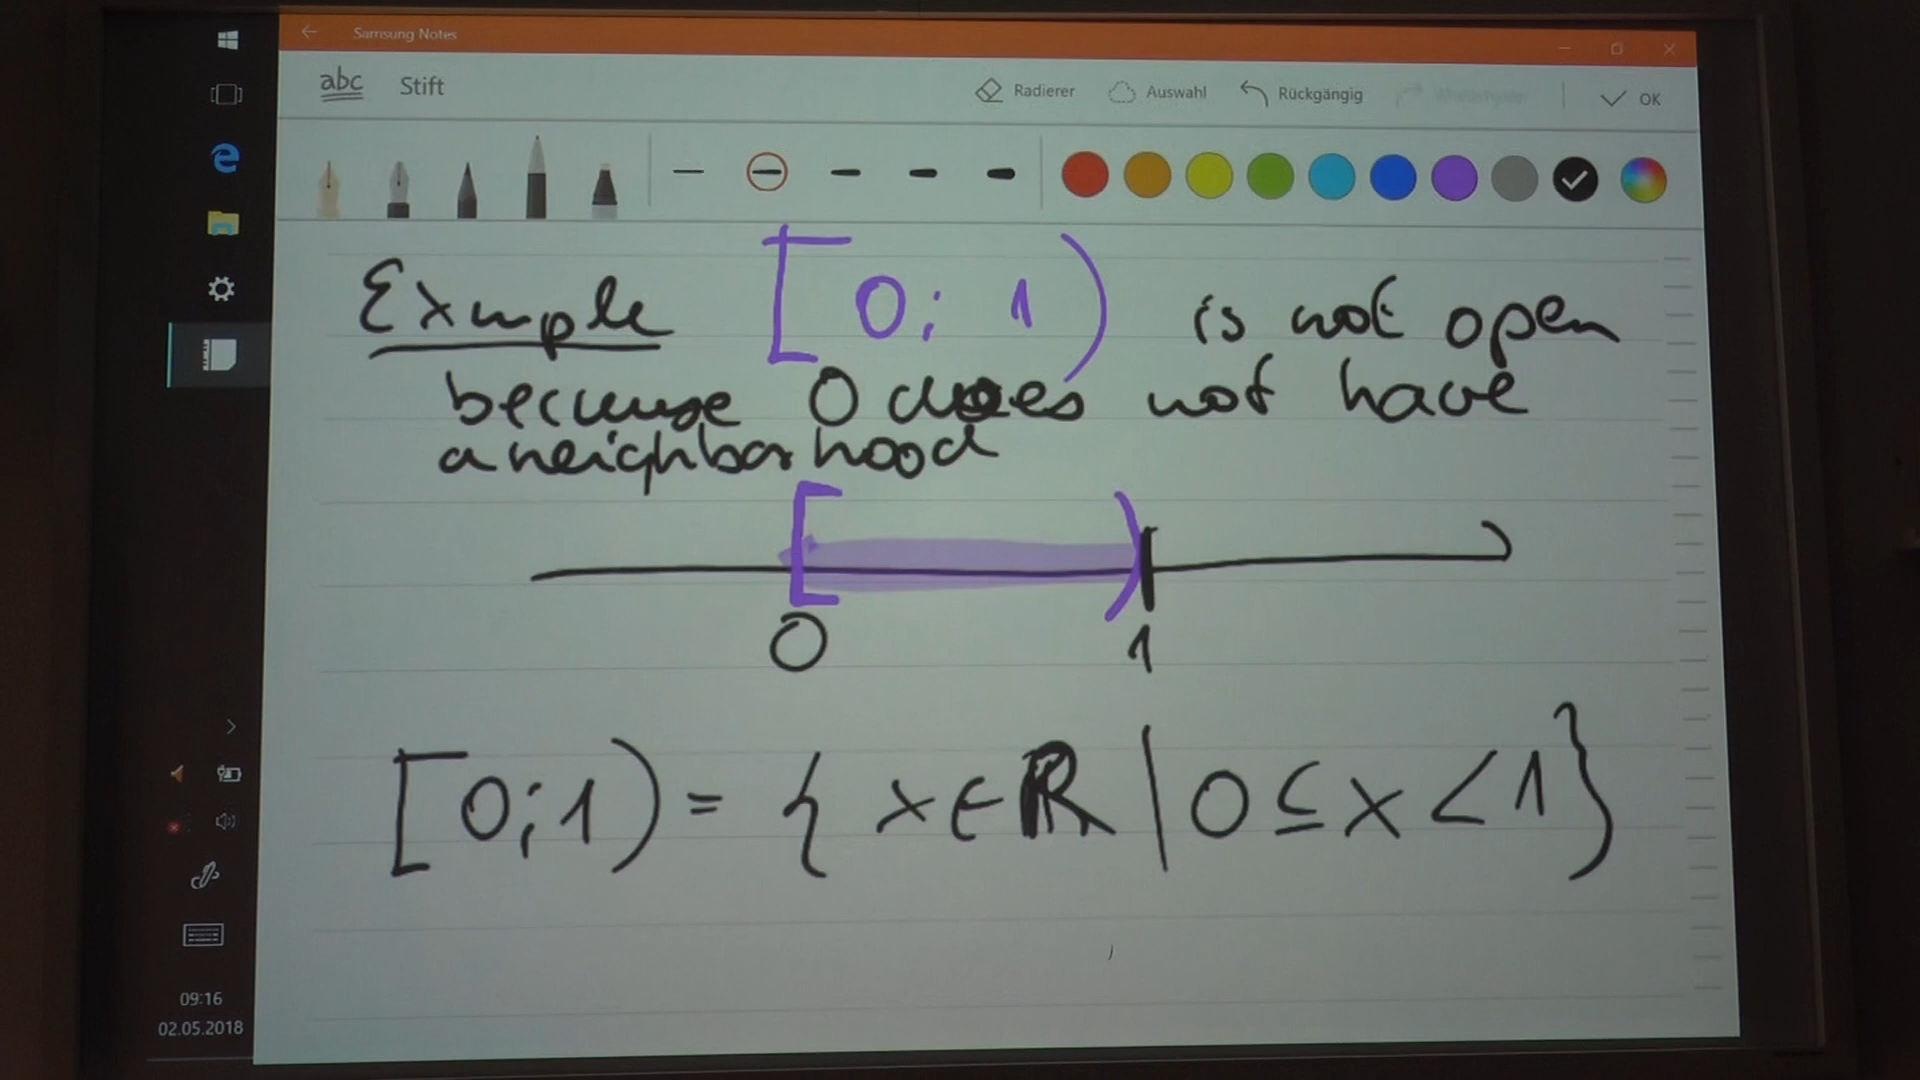 Samsung Notes
abc Stift Radierer Auswahl Rückgängig OK
Example [0; 1) is not open
because 0 does not have
a neighborhood
0 1
[0;1) = { x ∈ ℝ | 0 ≤ x < 1}
09:16
02.05.2018